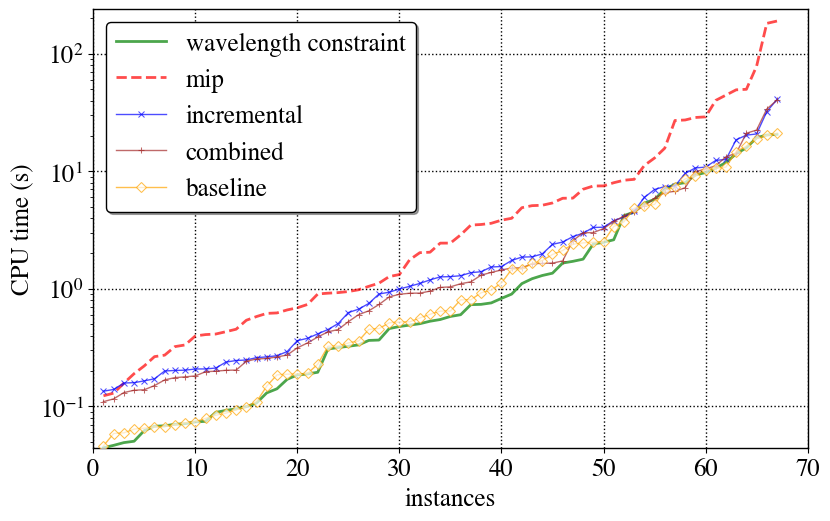 wavelength constraint
mip
incremental
combined
baseline
CPU time (s)
10²
10¹
10⁰
10⁻¹
0 10 20 30 40 50 60 70
instances